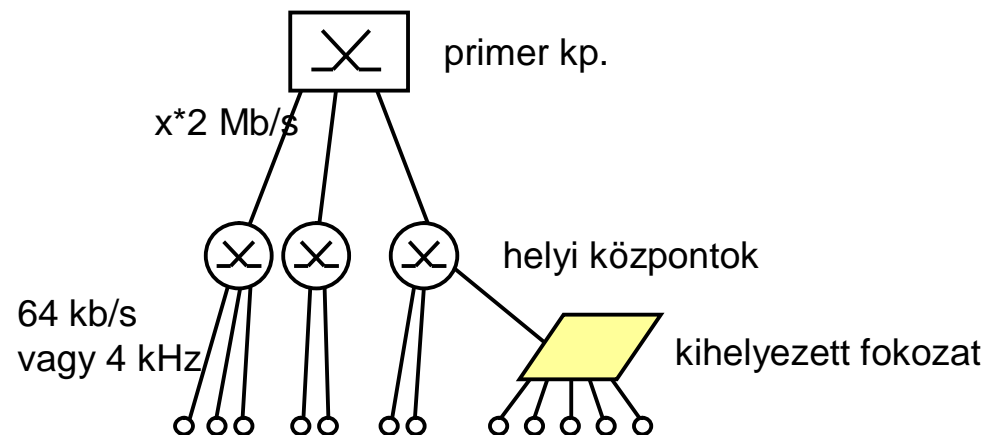 primer kp.
x*2 Mb/s
helyi központok
64 kb/s
vagy 4 kHz
kihelyezett fokozat